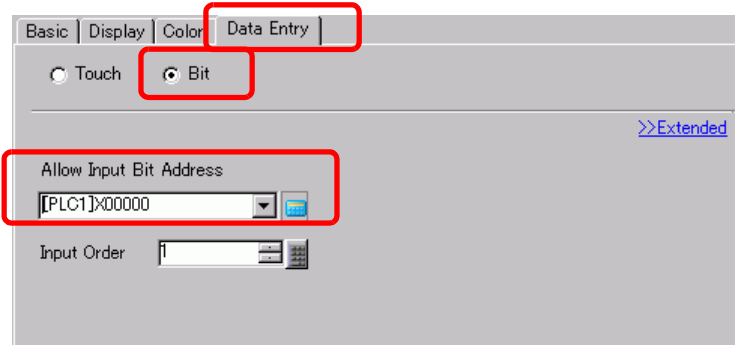 Basic Display Color Data Entry
Touch Bit
>>Extended
Allow Input Bit Address
[PLC1]X00000
Input Order 1